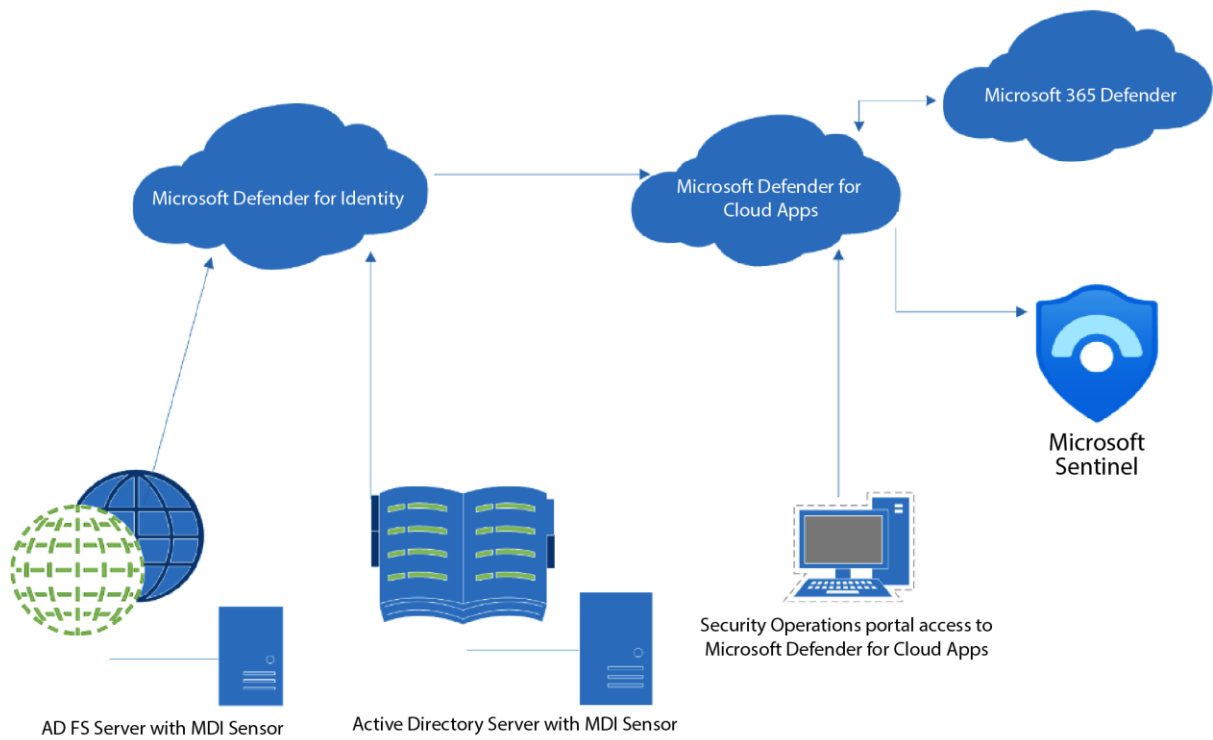 Microsoft 365 Defender
Microsoft Defender for Identity
Microsoft Defender for
Cloud Apps
Microsoft
Sentinel
Security Operations portal access to
Microsoft Defender for Cloud Apps
AD FS Server with MDI Sensor
Active Directory Server with MDI Sensor